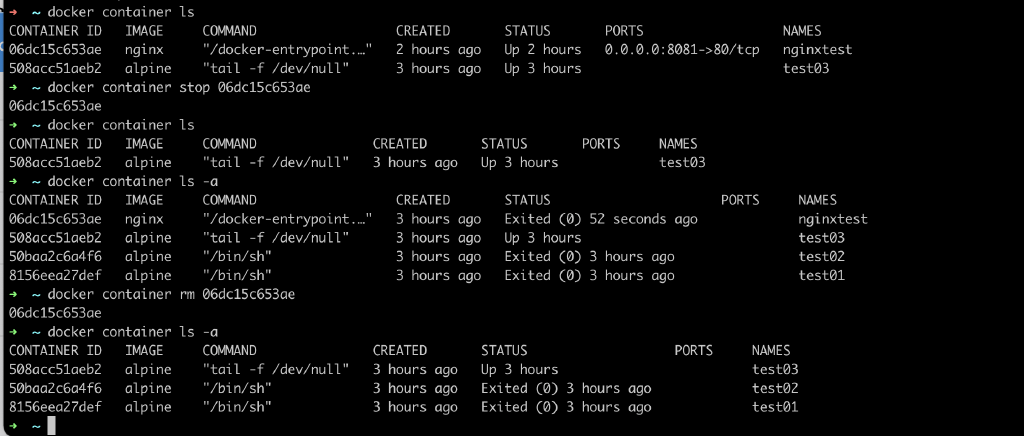 → ~ docker container ls
CONTAINER ID IMAGE COMMAND CREATED STATUS PORTS NAMES
06dc15c653ae nginx "/docker-entrypoint.…" 2 hours ago Up 2 hours 0.0.0.0:8081->80/tcp nginxtest
508acc51aeb2 alpine "tail -f /dev/null" 3 hours ago Up 3 hours test03
→ ~ docker container stop 06dc15c653ae
06dc15c653ae
→ ~ docker container ls
CONTAINER ID IMAGE COMMAND CREATED STATUS PORTS NAMES
508acc51aeb2 alpine "tail -f /dev/null" 3 hours ago Up 3 hours test03
→ ~ docker container ls -a
CONTAINER ID IMAGE COMMAND CREATED STATUS PORTS NAMES
06dc15c653ae nginx "/docker-entrypoint.…" 3 hours ago Exited (0) 52 seconds ago nginxtest
508acc51aeb2 alpine "tail -f /dev/null" 3 hours ago Up 3 hours test03
50baa2c6a4f6 alpine "/bin/sh" 3 hours ago Exited (0) 3 hours ago test02
8156eea27def alpine "/bin/sh" 3 hours ago Exited (0) 3 hours ago test01
→ ~ docker container rm 06dc15c653ae
06dc15c653ae
→ ~ docker container ls -a
CONTAINER ID IMAGE COMMAND CREATED STATUS PORTS NAMES
508acc51aeb2 alpine "tail -f /dev/null" 3 hours ago Up 3 hours test03
50baa2c6a4f6 alpine "/bin/sh" 3 hours ago Exited (0) 3 hours ago test02
8156eea27def alpine "/bin/sh" 3 hours ago Exited (0) 3 hours ago test01
→ ~